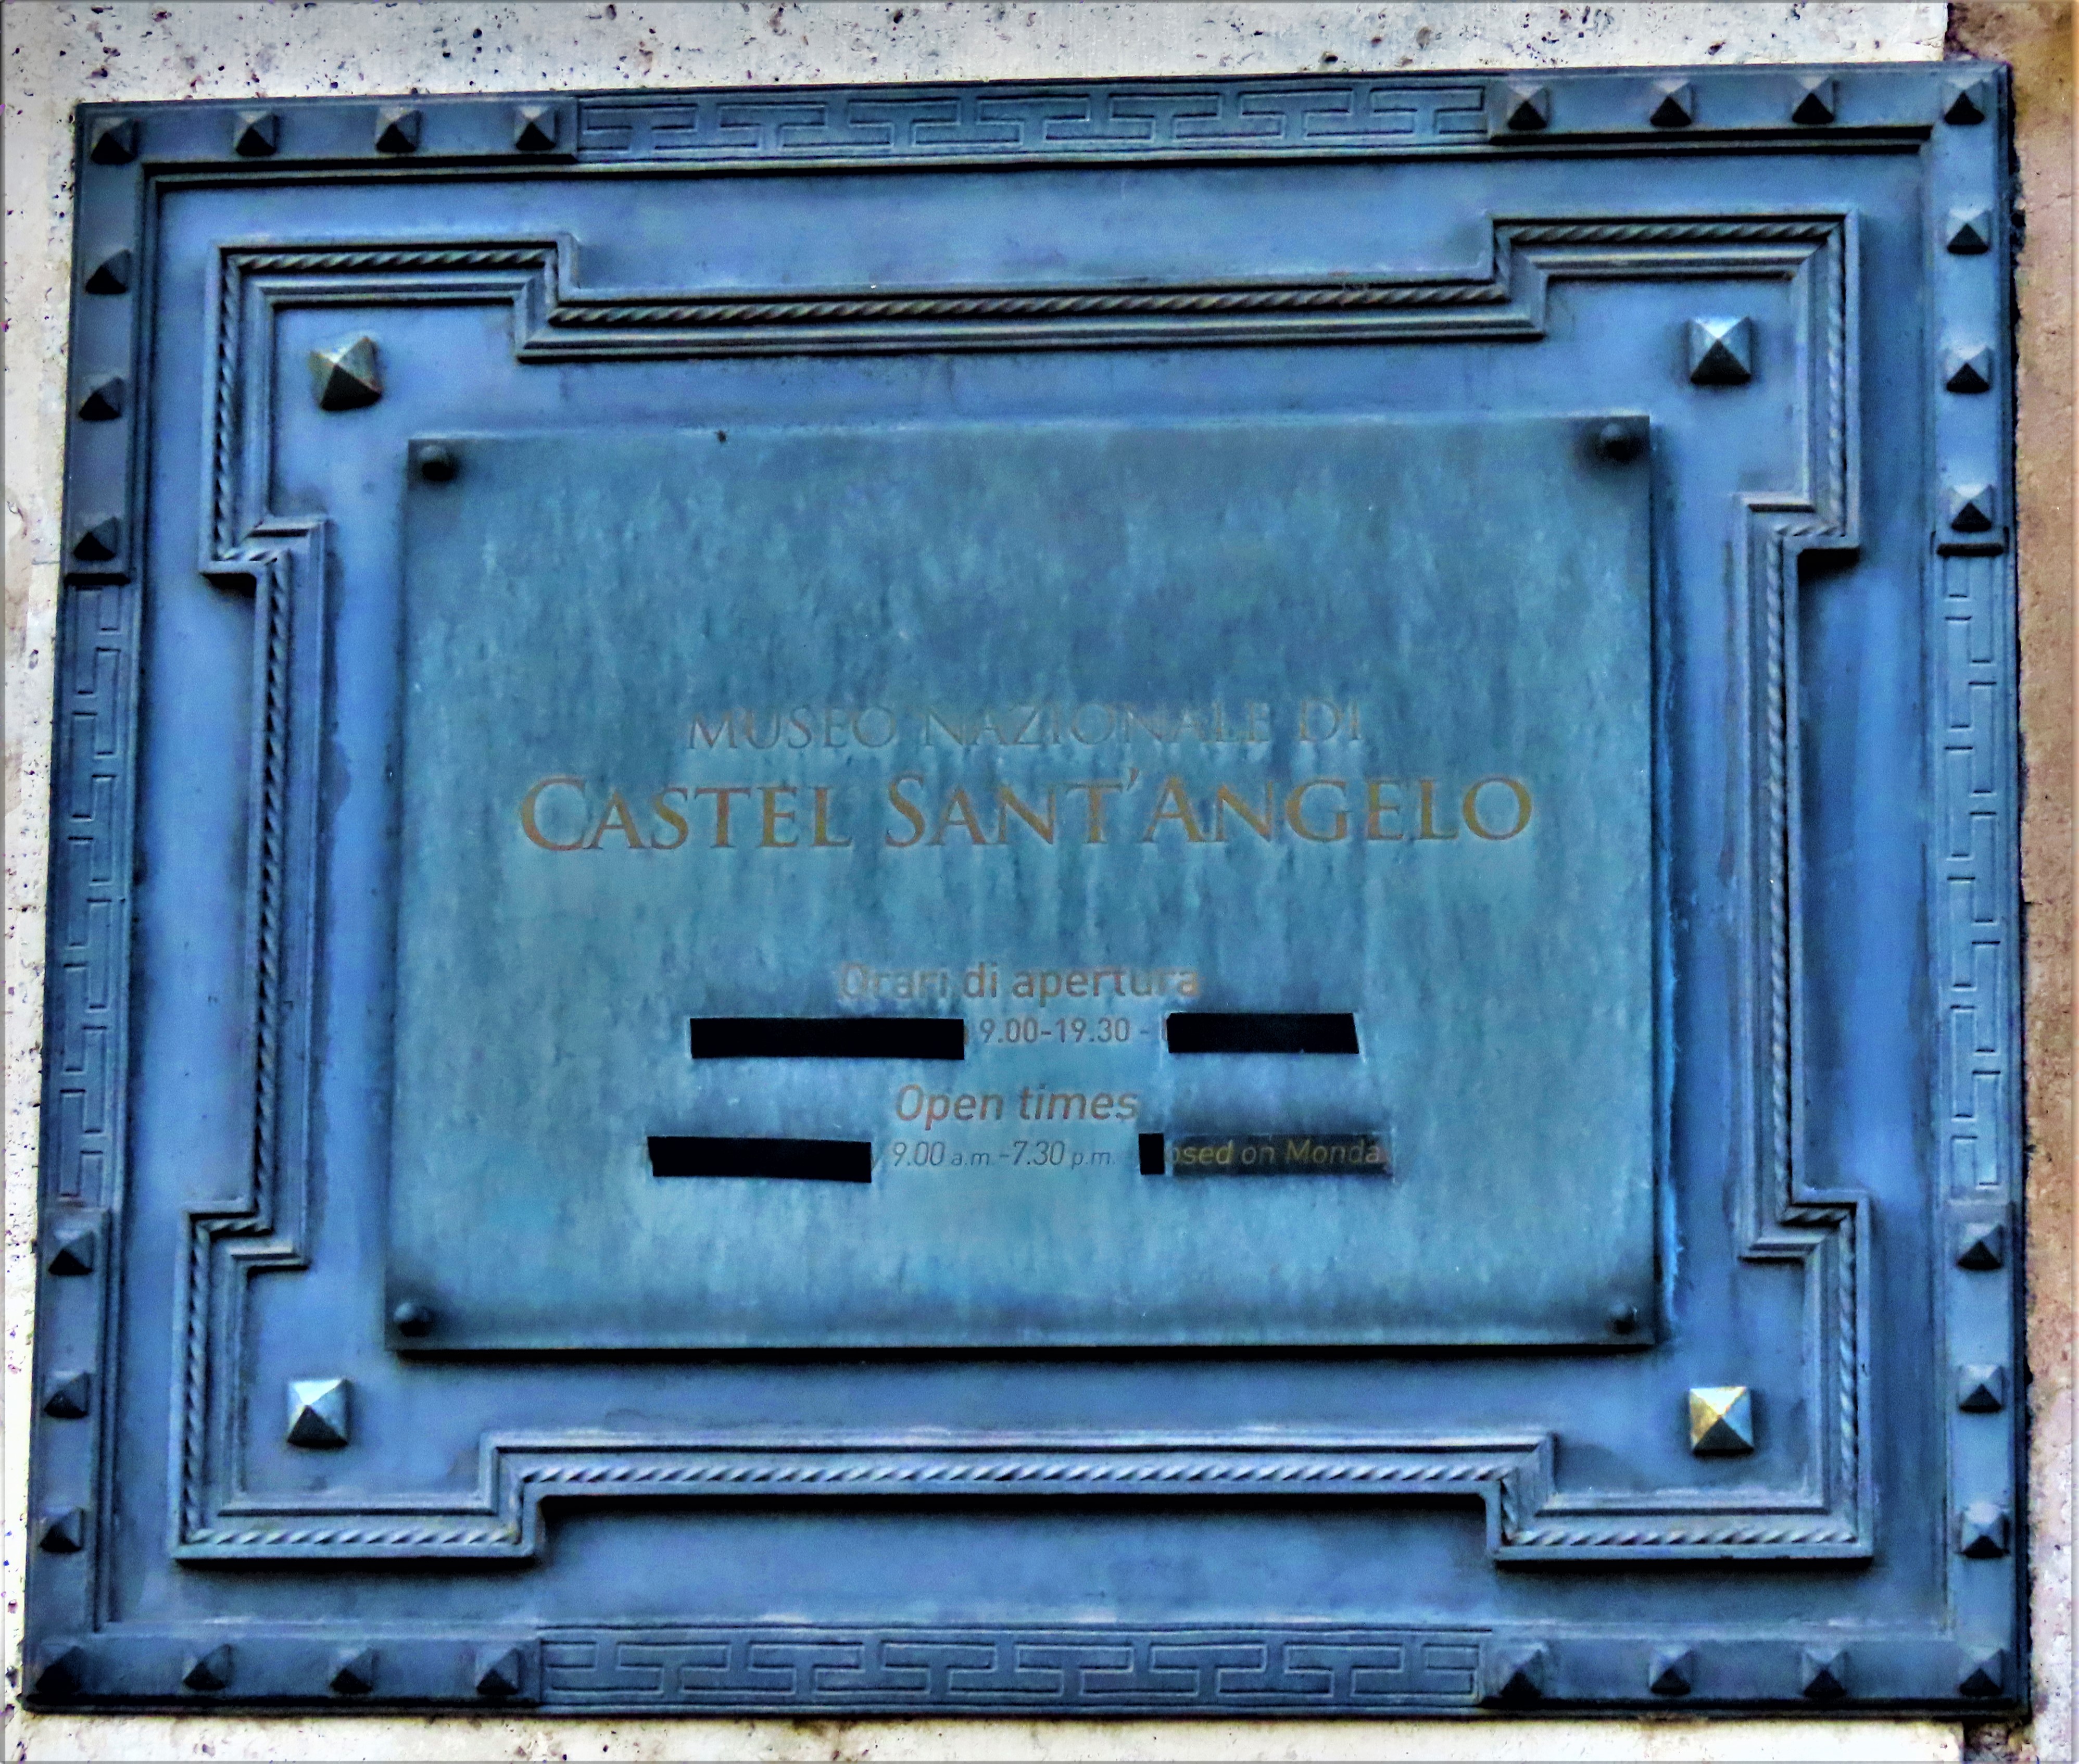 MUSEO NAZIONALE DI
CASTEL SANT'ANGELO
Orari di apertura
9.00-19.30 -
Open times
9.00 a.m.-7.30 p.m. osed on Monda